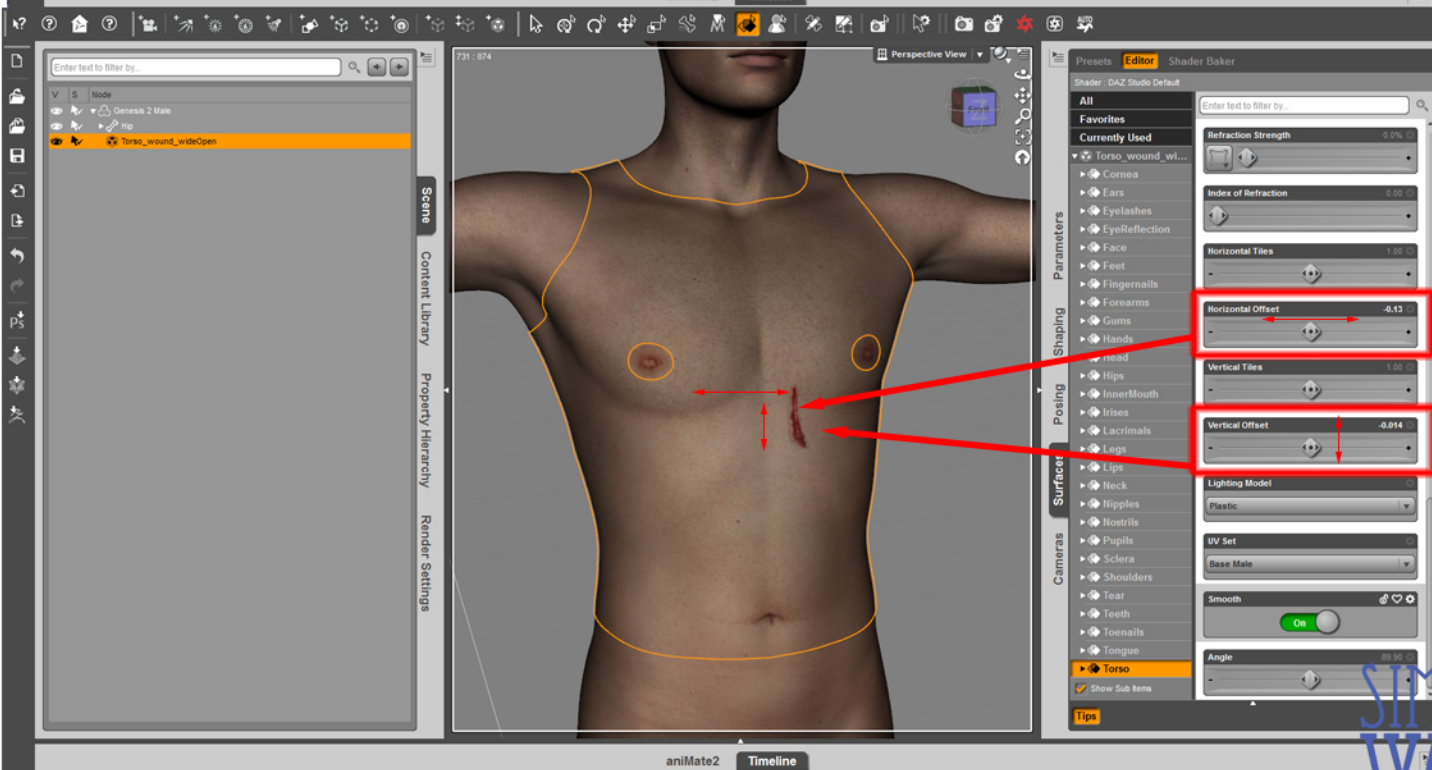 731 : 874
Perspective View
Front
Enter text to filter by...
V S Node
Genesis 2 Male
Hip
Torso_wound_wideOpen
Scene
Content Library
Property Hierarchy
Render Settings
Parameters
Shaping
Posing
Surfaces
Cameras
Presets Editor Shader Baker
Shader : DAZ Studio Default
All
Favorites
Currently Used
Torso_wound_wi...
Cornea
Ears
Eyelashes
EyeReflection
Face
Feet
Fingernails
Forearms
Gums
Hands
Head
Hips
InnerMouth
Irises
Lacrimals
Legs
Lips
Neck
Nipples
Nostrils
Pupils
Sclera
Shoulders
Tear
Teeth
Toenails
Tongue
Torso
Show Sub Items
Tips
Enter text to filter by...
Refraction Strength 0.0%
Index of Refraction 0.00
Horizontal Tiles 1.00
Horizontal Offset -0.13
Vertical Tiles 1.00
Vertical Offset -0.014
Lighting Model
Plastic
UV Set
Base Male
Smooth
On
Angle 89.90
aniMate2 Timeline
Ps
AUTO